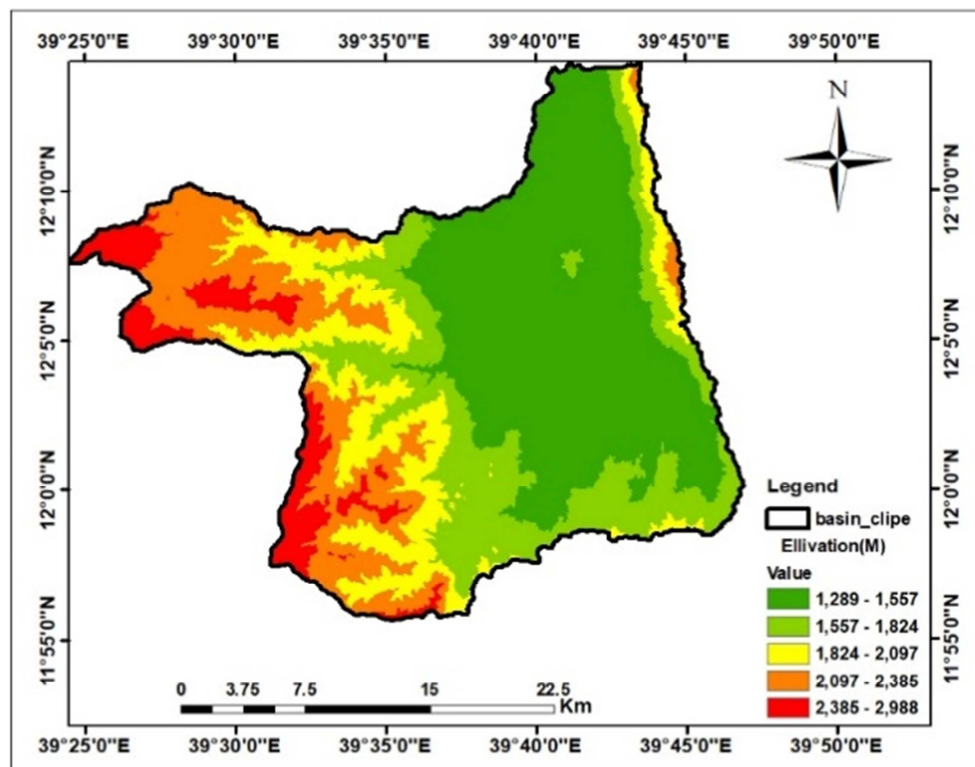 39°25'0"E 39°30'0"E 39°35'0"E 39°40'0"E 39°45'0"E 39°50'0"E
N
12°10'0"N 12°10'0"N
12°5'0"N 12°5'0"N
12°0'0"N 12°0'0"N
11°55'0"N 11°55'0"N
Legend
basin_clipe
Ellivation(M)
Value
1,289 - 1,557
1,557 - 1,824
1,824 - 2,097
2,097 - 2,385
2,385 - 2,988
0 3.75 7.5 15 22.5
Km
39°25'0"E 39°30'0"E 39°35'0"E 39°40'0"E 39°45'0"E 39°50'0"E